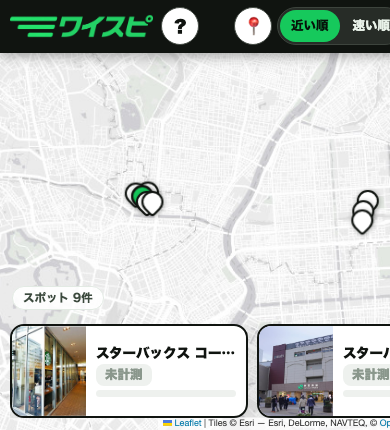 ワイスピ ? 近い順 速い順
スポット 9件
スターバックス コー… スターバ
未計測 未計測
Leaflet | Tiles © Esri — Esri, DeLorme, NAVTEQ, ©